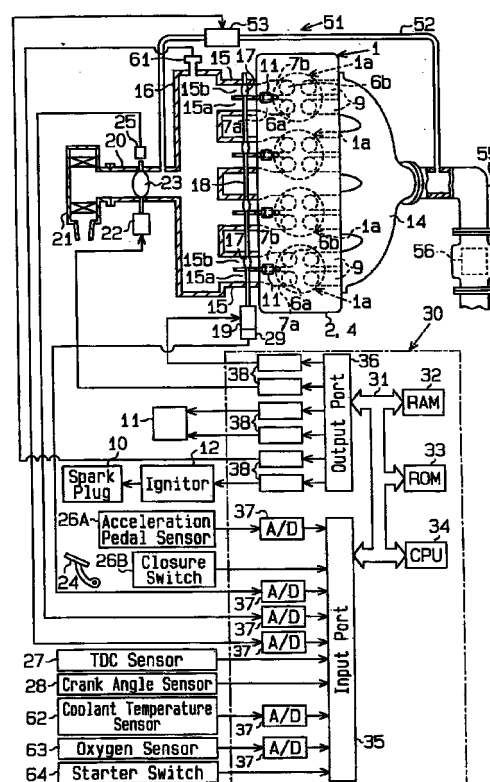 53 51 52
61 15 17 1
16 15b 11 7b 1a 6b
15a 9
25 20 7a 6a 1a
18
23
21 22 17 7b 6b 1a 14 55
15b 9 56
15a
15 11 6a 1a
7a
19 29 2, 4 30
36
38 31 32
RAM
11 38 Output Port
10 12 33
38 ROM
Spark Plug Ignitor
26A 37 34
Acceleration Pedal Sensor A/D CPU
24 26B Closure Switch
A/D
37
A/D
37
A/D
37
27 TDC Sensor Input Port
28 Crank Angle Sensor
62 Coolant Temperature Sensor A/D
37 35
63 Oxygen Sensor A/D
37
64 Starter Switch